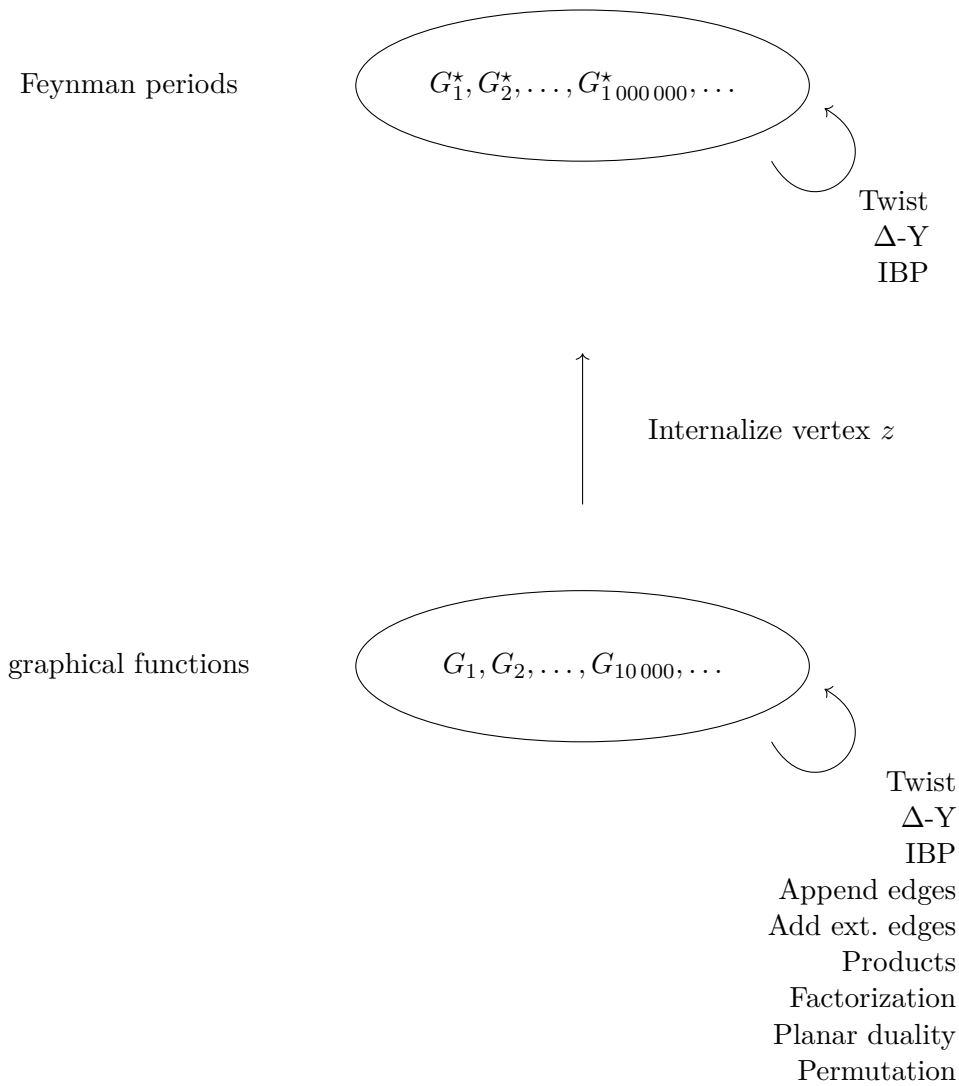 Feynman periods
G⋆₁, G⋆₂, …, G⋆₁ ₀₀₀ ₀₀₀, …
Twist
Δ-Y
IBP
Internalize vertex z
graphical functions
G₁, G₂, …, G₁₀ ₀₀₀, …
Twist
Δ-Y
IBP
Append edges
Add ext. edges
Products
Factorization
Planar duality
Permutation